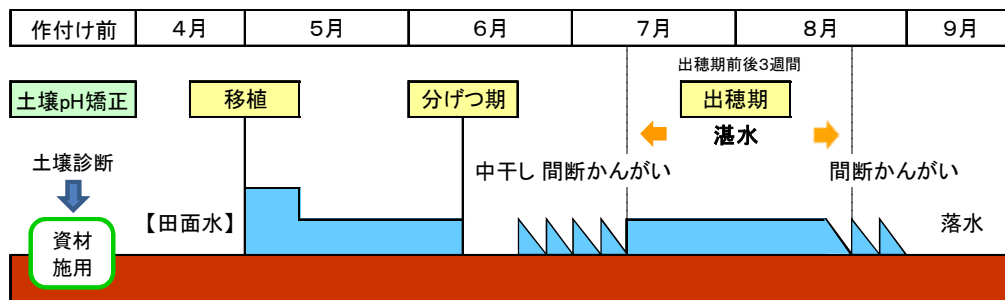 作付け前 4月 5月 6月 7月 8月 9月
出穂期前後3週間
土壌pH矯正 移植 分げつ期 出穂期
湛水
土壌診断 中干し 間断かんがい 間断かんがい
【田面水】 落水
資材
施用